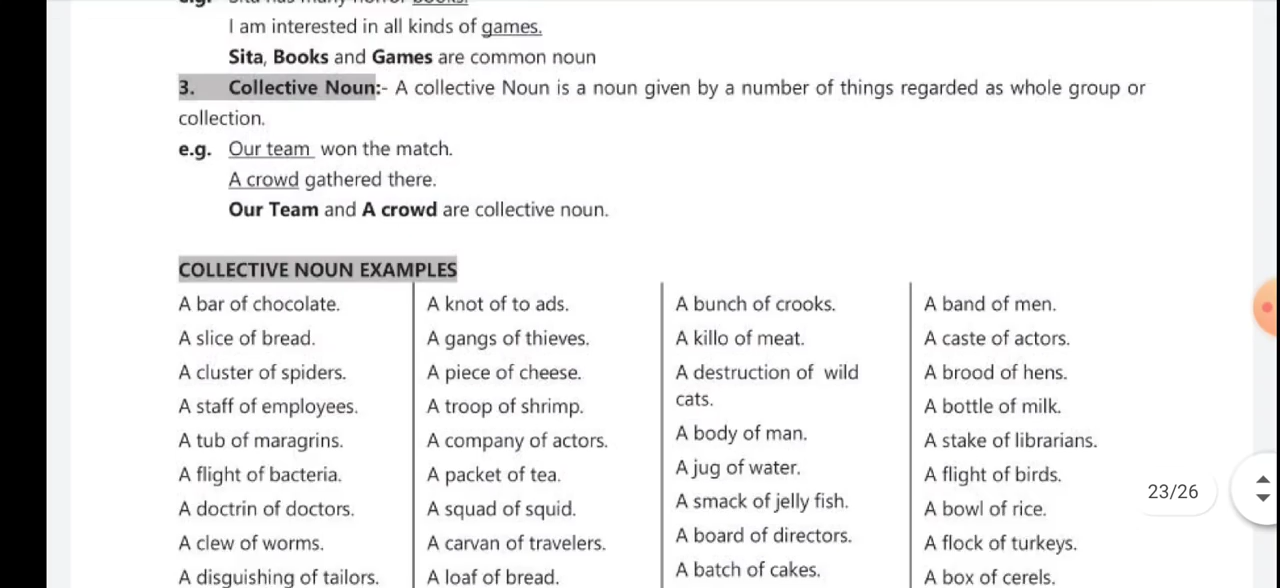 e.g. Sita has many horror books.
I am interested in all kinds of games.
Sita, Books and Games are common noun
3. Collective Noun:- A collective Noun is a noun given by a number of things regarded as whole group or
collection.
e.g. Our team won the match.
A crowd gathered there.
Our Team and A crowd are collective noun.
COLLECTIVE NOUN EXAMPLES
A bar of chocolate.
A slice of bread.
A cluster of spiders.
A staff of employees.
A tub of maragrins.
A flight of bacteria.
A doctrin of doctors.
A clew of worms.
A disguishing of tailors.
A knot of to ads.
A gangs of thieves.
A piece of cheese.
A troop of shrimp.
A company of actors.
A packet of tea.
A squad of squid.
A carvan of travelers.
A loaf of bread.
A bunch of crooks.
A killo of meat.
A destruction of wild
cats.
A body of man.
A jug of water.
A smack of jelly fish.
A board of directors.
A batch of cakes.
A band of men.
A caste of actors.
A brood of hens.
A bottle of milk.
A stake of librarians.
A flight of birds.
A bowl of rice.
A flock of turkeys.
A box of cerels.
23/26